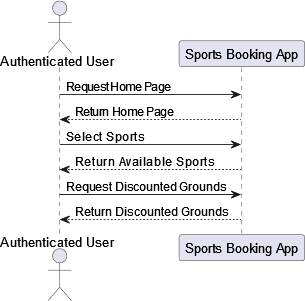 Authenticated User
Sports Booking App
Request Home Page
Return Home Page
Select Sports
Return Available Sports
Request Discounted Grounds
Return Discounted Grounds
Authenticated User
Sports Booking App